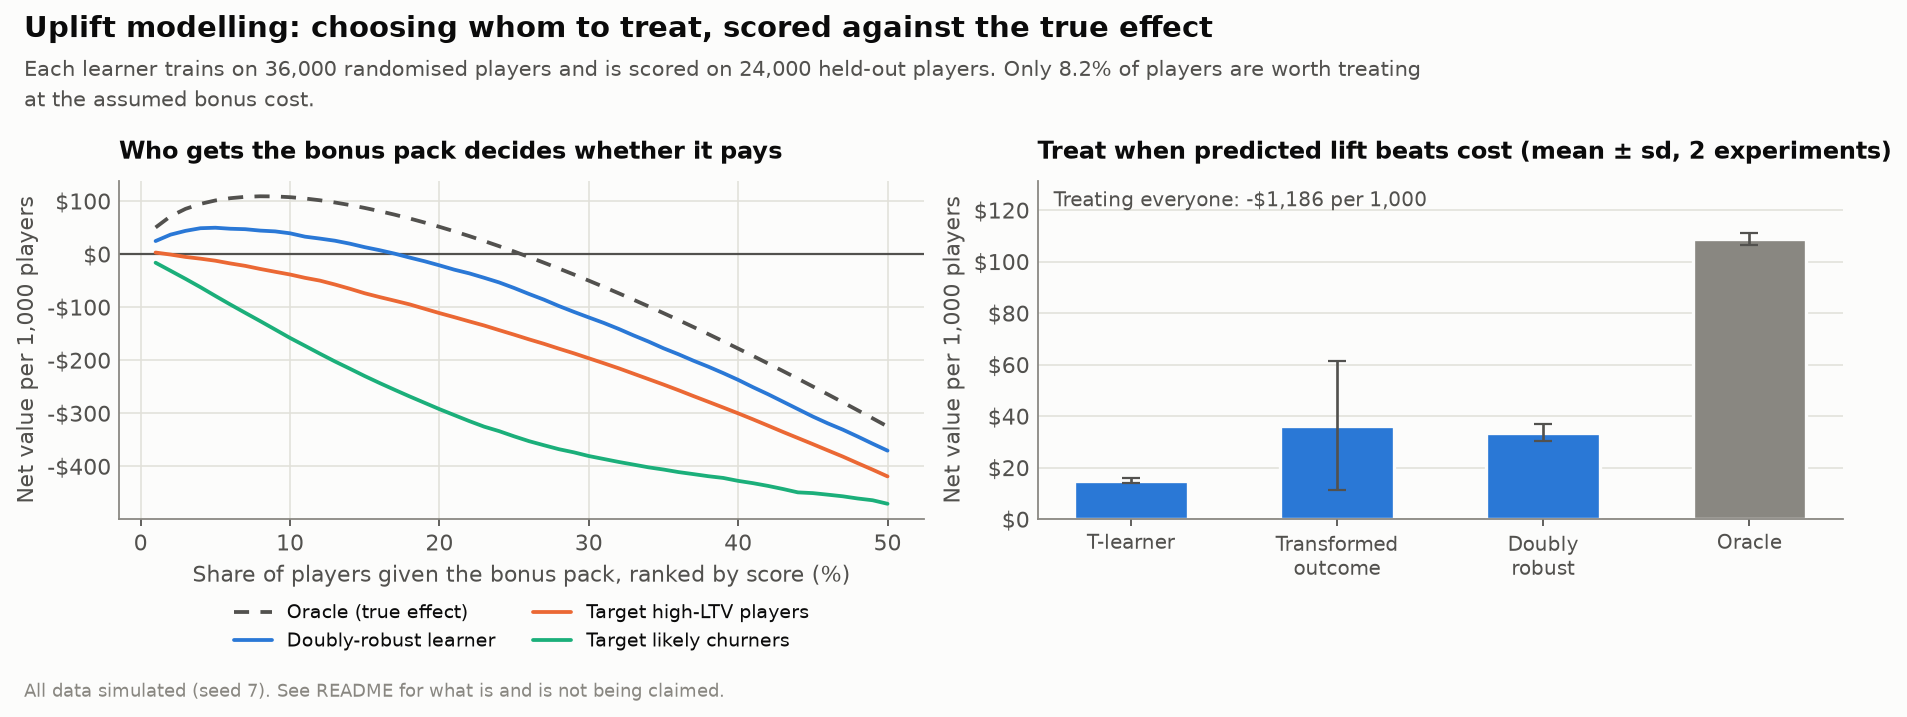 Uplift modelling: choosing whom to treat, scored against the true effect
Each learner trains on 36,000 randomised players and is scored on 24,000 held-out players. Only 8.2% of players are worth treating
at the assumed bonus cost.
Who gets the bonus pack decides whether it pays
Net value per 1,000 players
$100
$0
-$100
-$200
-$300
-$400
0
10
20
30
40
50
Share of players given the bonus pack, ranked by score (%)
Oracle (true effect)
Doubly-robust learner
Target high-LTV players
Target likely churners
Treat when predicted lift beats cost (mean ± sd, 2 experiments)
Treating everyone: -$1,186 per 1,000
Net value per 1,000 players
$120
$100
$80
$60
$40
$20
$0
T-learner
Transformed
outcome
Doubly
robust
Oracle
All data simulated (seed 7). See README for what is and is not being claimed.